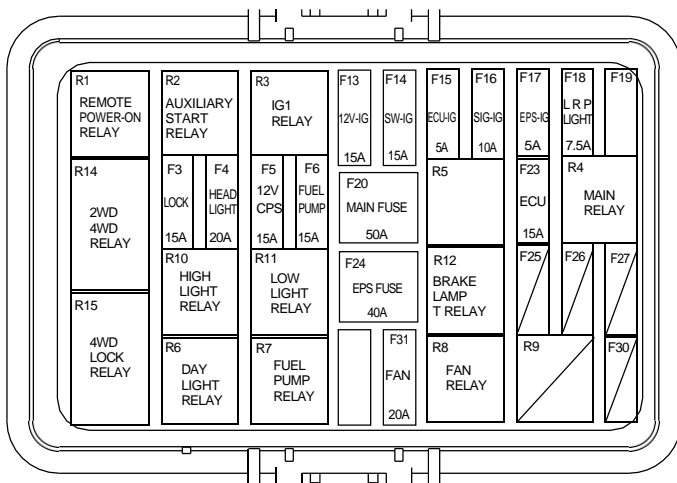 R1
REMOTE
POWER-ON
RELAY
R2
AUXILIARY
START
RELAY
R3
IG1
RELAY
F13
12V-IG
15A
F14
SW-IG
15A
F15
ECU-IG
5A
F16
SIG-IG
10A
F17
EPS-IG
5A
F18
L R P
LIGHT
7.5A
F19
R14
2WD
4WD
RELAY
F3
LOCK
15A
F4
HEAD
LIGHT
20A
F5
12V
CPS
15A
F6
FUEL
PUMP
15A
F20
MAIN FUSE
50A
R5
F23
ECU
15A
R4
MAIN
RELAY
R10
HIGH
LIGHT
RELAY
R11
LOW
LIGHT
RELAY
F24
EPS FUSE
40A
R12
BRAKE
LAMP
T RELAY
F25
F26
F27
R15
4WD
LOCK
RELAY
R6
DAY
LIGHT
RELAY
R7
FUEL
PUMP
RELAY
F31
FAN
20A
R8
FAN
RELAY
R9
F30